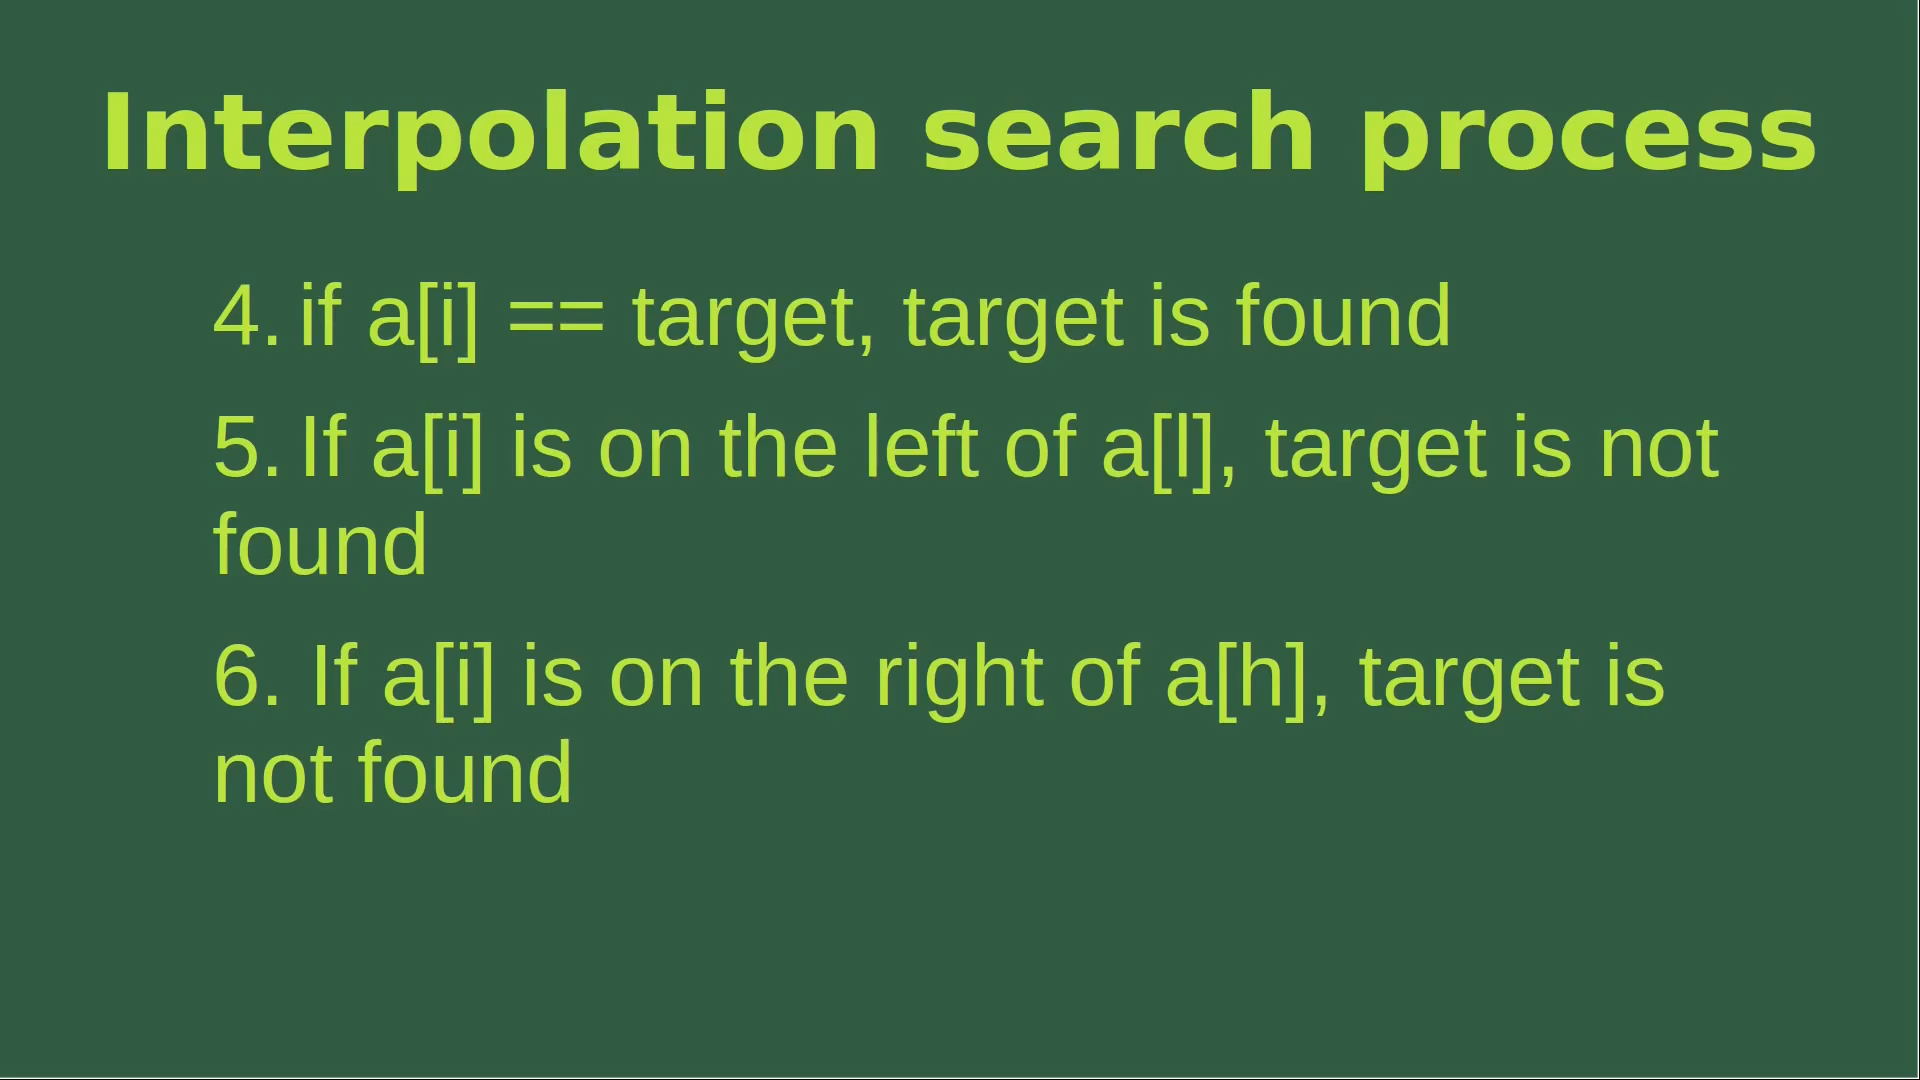 Interpolation search process
4. if a[i] == target, target is found
5. If a[i] is on the left of a[l], target is not
found
6. If a[i] is on the right of a[h], target is
not found